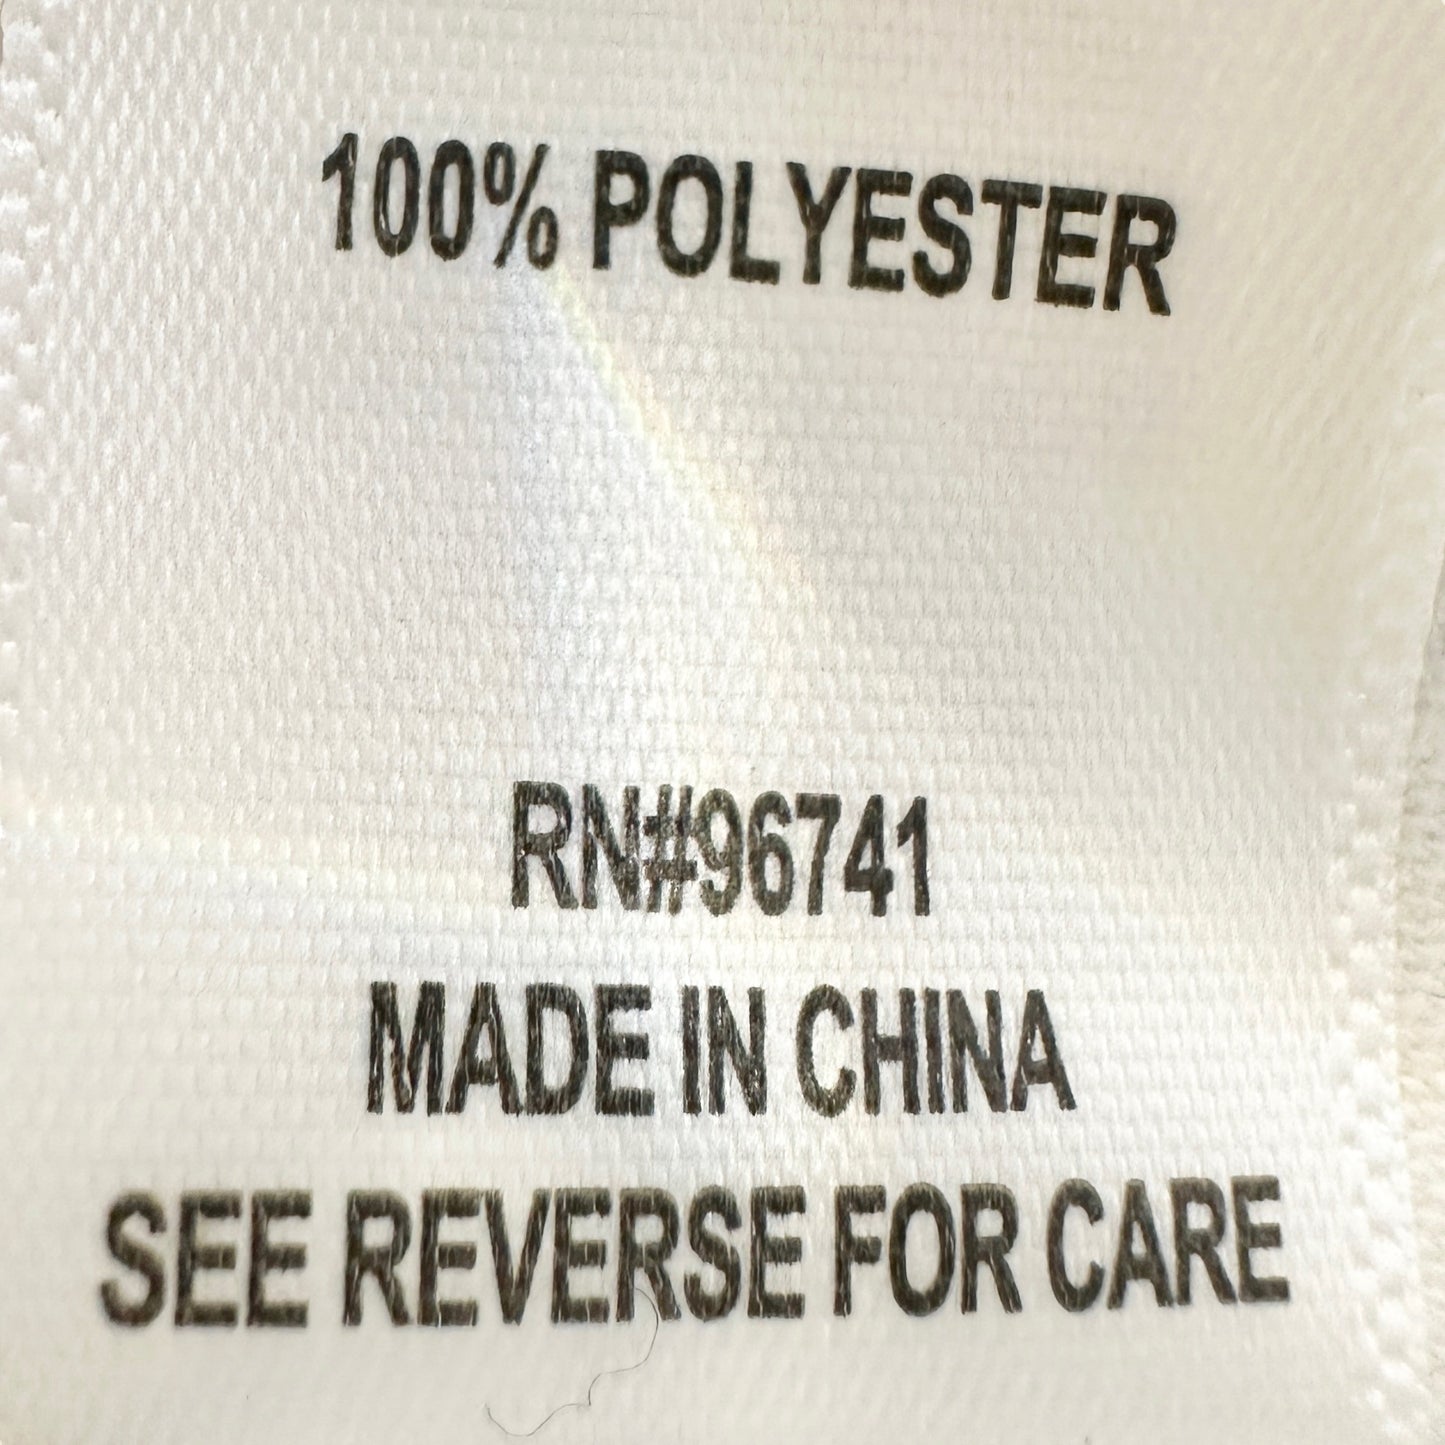 100% POLYESTER
RN#96741
MADE IN CHINA
SEE REVERSE FOR CARE